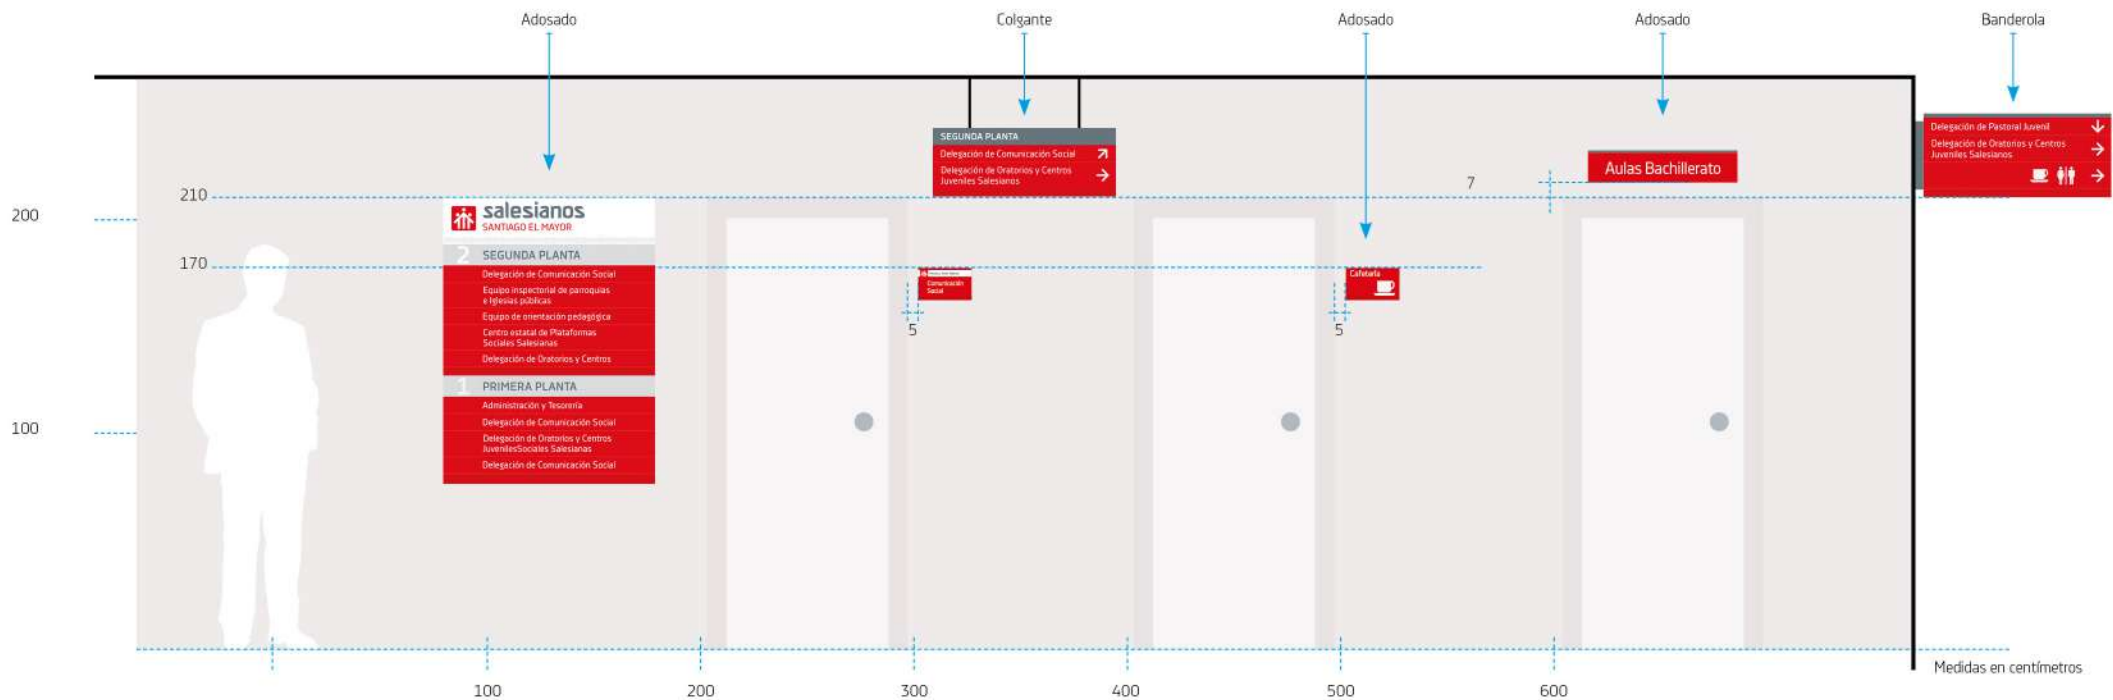 Adosado
Colgante
Adosado
Adosado
Banderola
210
200
170
100
salesianos
SANTIAGO EL MAYOR
2 SEGUNDA PLANTA
Delegación de Comunicación Social
Equipo inspectorial de parroquias
e Iglesias públicas
Equipo de orientación pedagógica
Centro estatal de Plataformas
Sociales Salesianas
Delegación de Oratorios y Centros
1 PRIMERA PLANTA
Administración y Tesorería
Delegación de Comunicación Social
Delegación de Oratorios y Centros
JuvenilesSociales Salesianas
Delegación de Comunicación Social
SEGUNDA PLANTA
Delegación de Comunicación Social
Delegación de Oratorios y Centros
Juveniles Salesianos
Comunicación
Social
5
Cafetería
5
7
Aulas Bachillerato
Delegación de Pastoral Juvenil
Delegación de Oratorios y Centros
Juveniles Salesianos
100
200
300
400
500
600
Medidas en centímetros